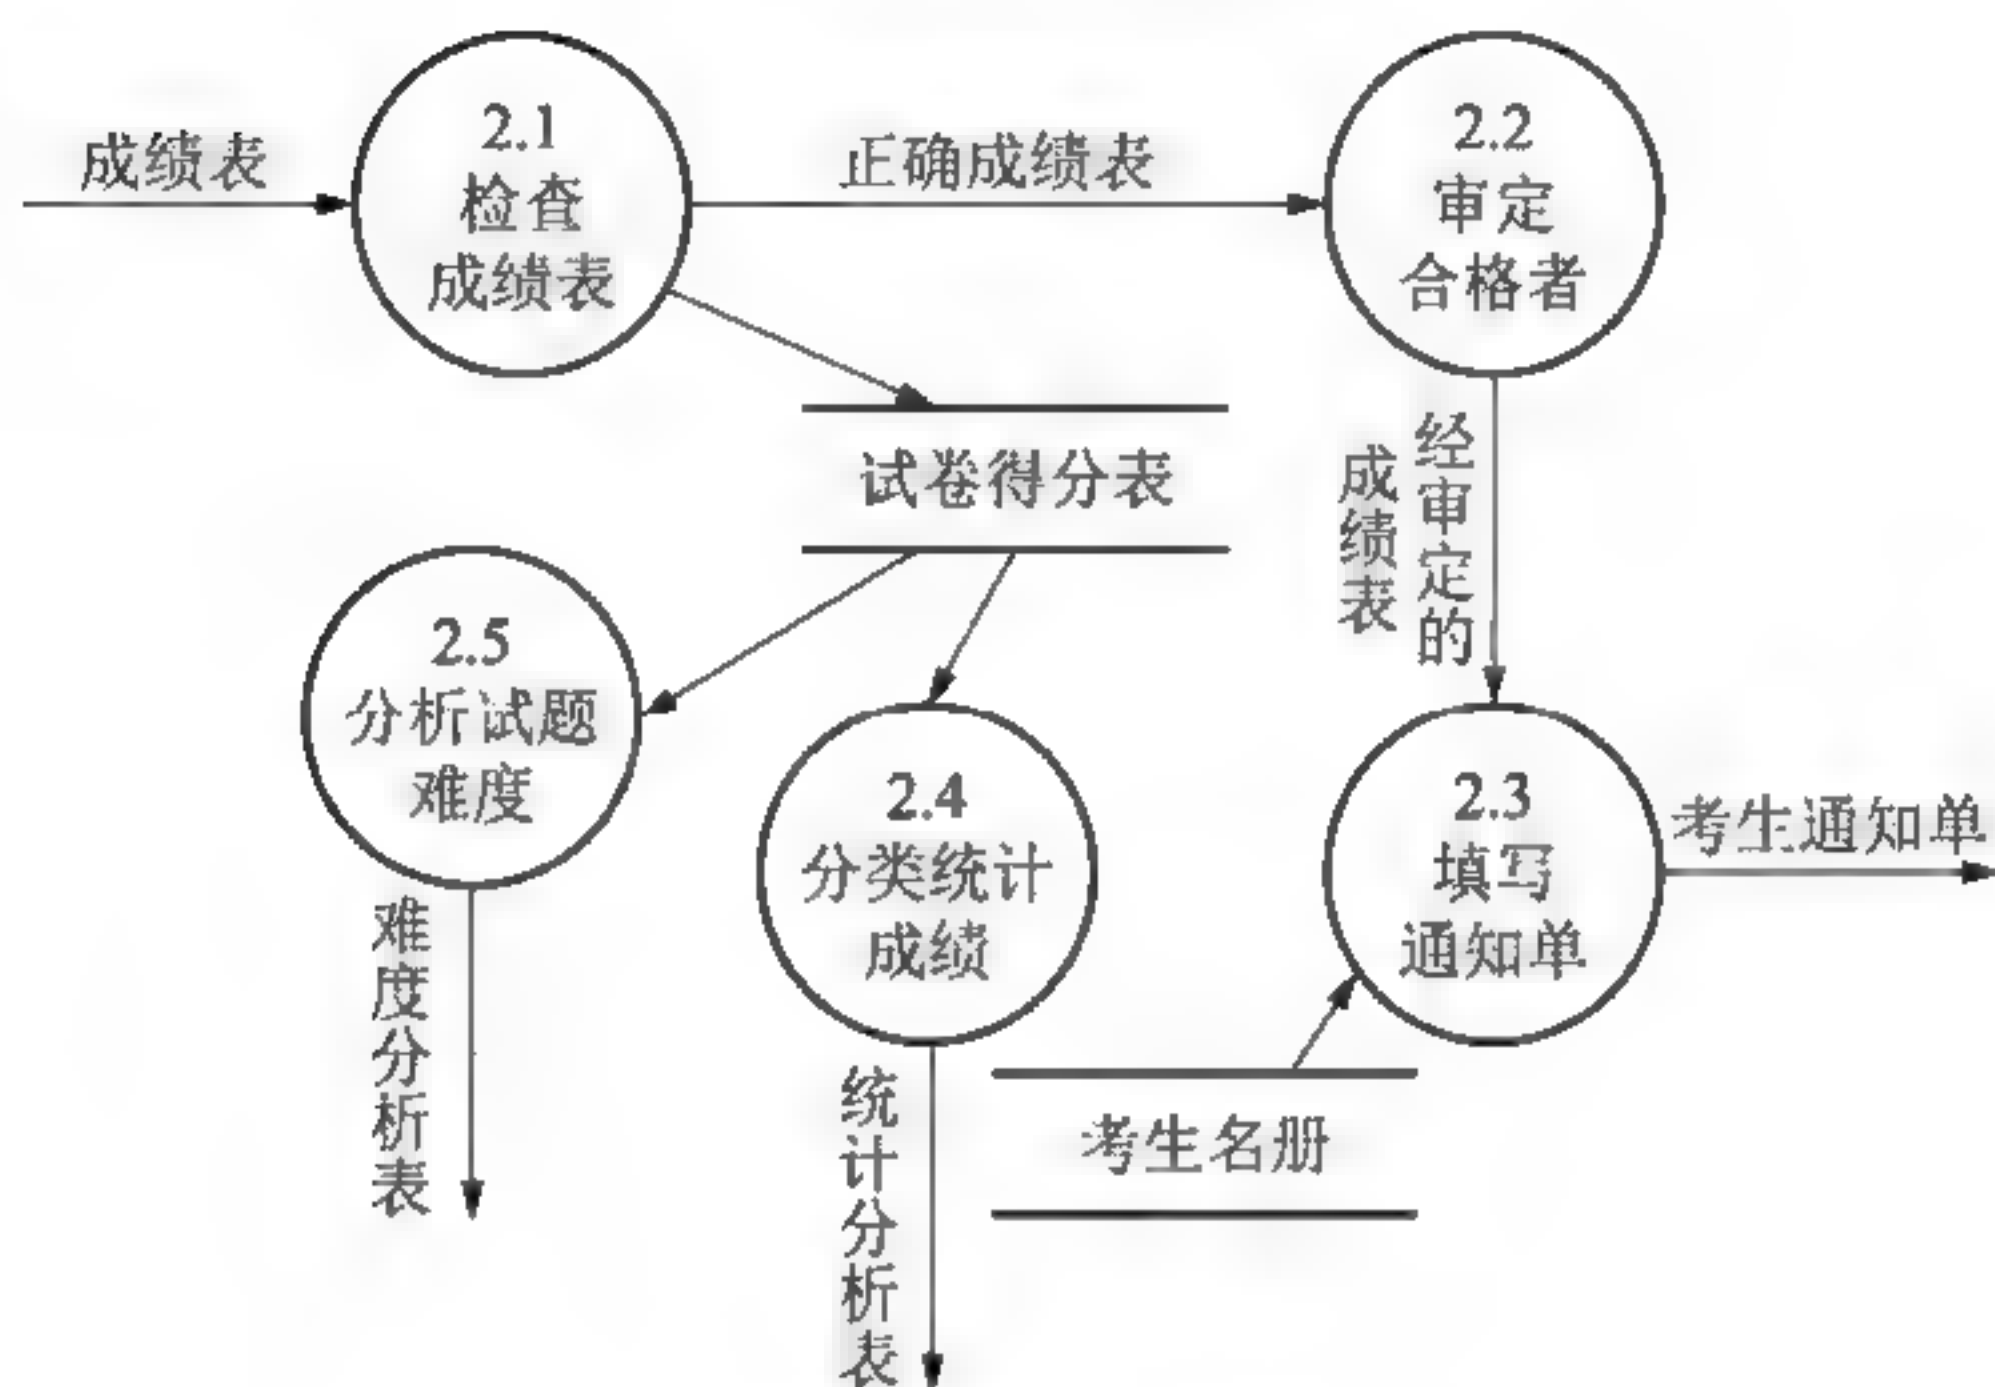 成绩表
2.1
检查
成绩表
正确成绩表
2.2
审定
合格者
试卷得分表
经审定的
成绩表
2.5
分析试题
难度
2.4
分类统计
成绩
2.3
填写
通知单
考生通知单
难度分析表
统计分析表
考生名册